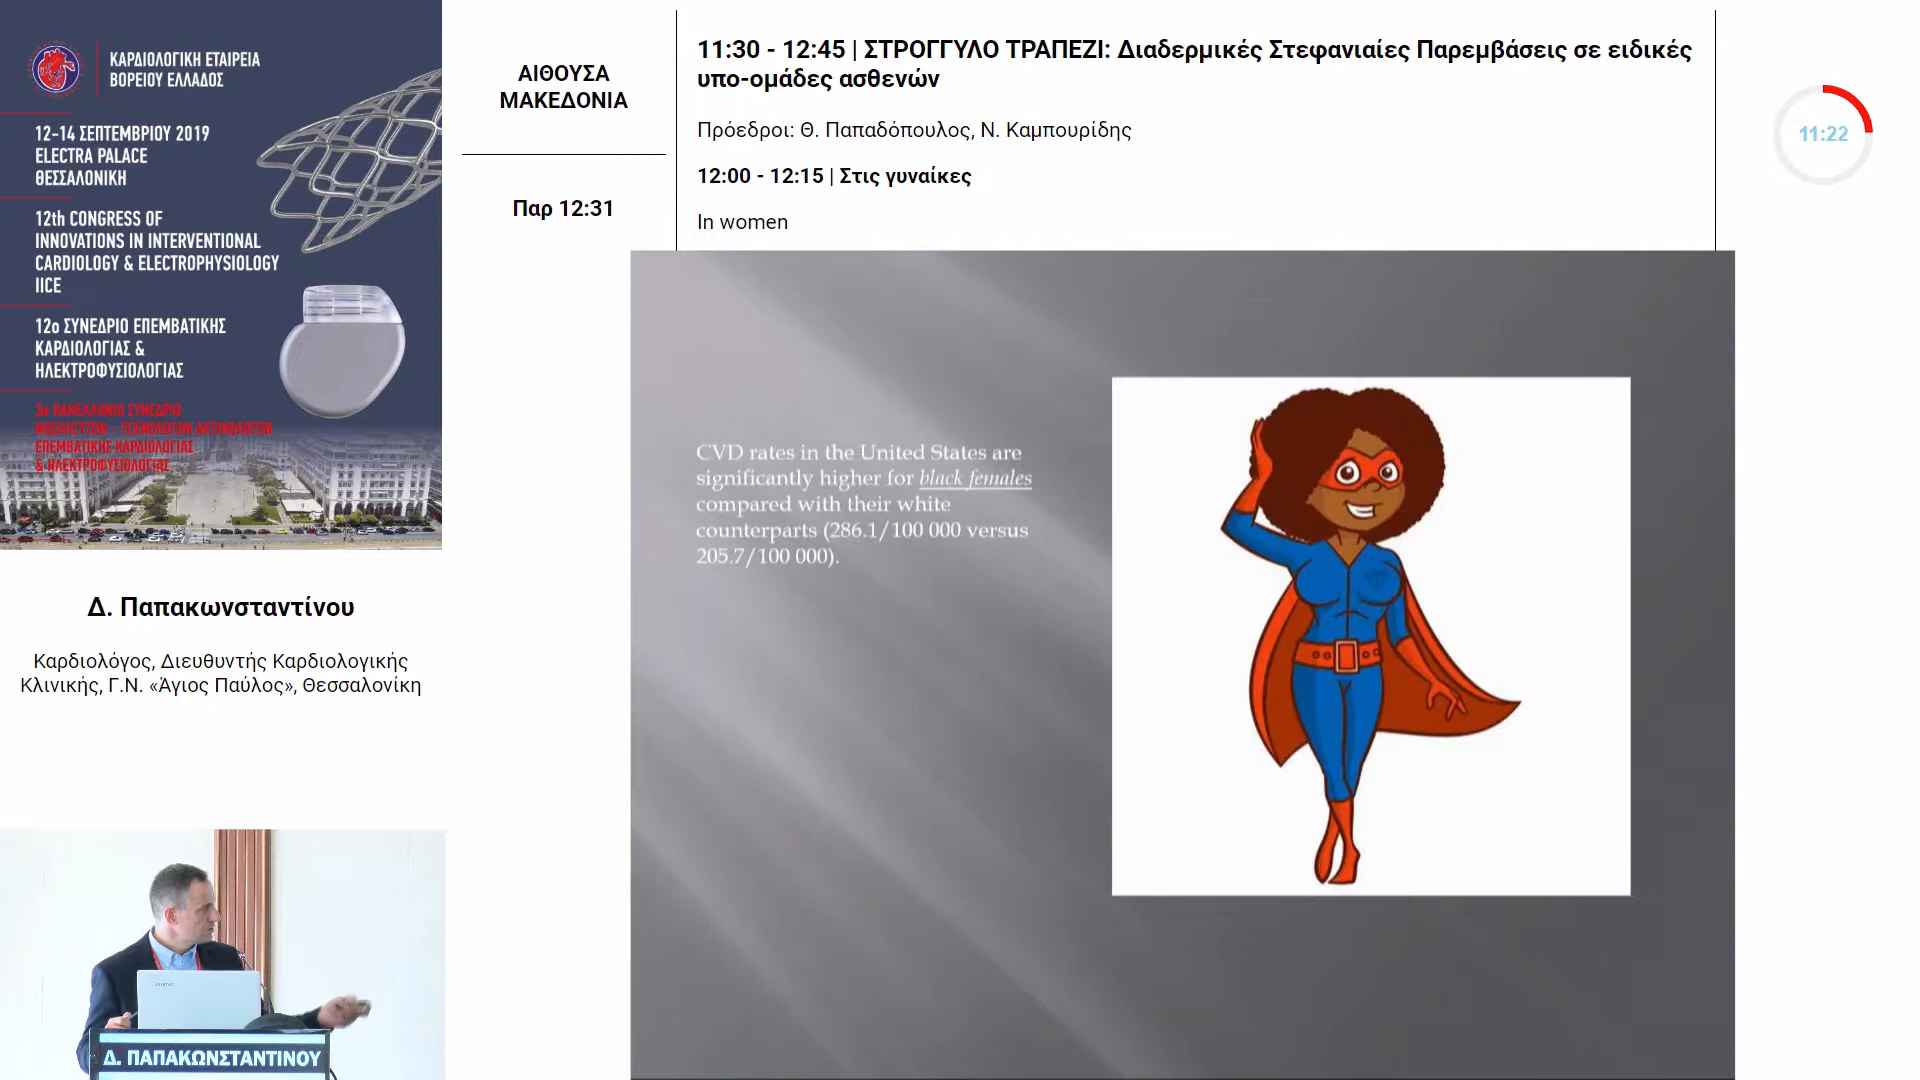 ΚΑΡΔΙΟΛΟΓΙΚΗ ΕΤΑΙΡΕΙΑ
ΒΟΡΕΙΟΥ ΕΛΛΑΔΟΣ
12-14 ΣΕΠΤΕΜΒΡΙΟΥ 2019
ELECTRA PALACE
ΘΕΣΣΑΛΟΝΙΚΗ
12th CONGRESS OF
INNOVATIONS IN INTERVENTIONAL
CARDIOLOGY & ELECTROPHYSIOLOGY
IICE
12ο ΣΥΝΕΔΡΙΟ ΕΠΕΜΒΑΤΙΚΗΣ
ΚΑΡΔΙΟΛΟΓΙΑΣ &
ΗΛΕΚΤΡΟΦΥΣΙΟΛΟΓΙΑΣ
3ο ΠΑΝΕΛΛΗΝΙΟ ΣΥΝΕΔΡΙΟ
ΝΟΣΗΛΕΥΤΩΝ - ΤΕΧΝΟΛΟΓΩΝ ΑΚΤΙΝΟΛΟΓΩΝ
ΕΠΕΜΒΑΤΙΚΗΣ ΚΑΡΔΙΟΛΟΓΙΑΣ
& ΗΛΕΚΤΡΟΦΥΣΙΟΛΟΓΙΑΣ
ΑΙΘΟΥΣΑ
ΜΑΚΕΔΟΝΙΑ
Παρ 12:31
11:30 - 12:45 | ΣΤΡΟΓΓΥΛΟ ΤΡΑΠΕΖΙ: Διαδερμικές Στεφανιαίες Παρεμβάσεις σε ειδικές
υπο-ομάδες ασθενών
Πρόεδροι: Θ. Παπαδόπουλος, Ν. Καμπουρίδης
12:00 - 12:15 | Στις γυναίκες
In women
11:22
CVD rates in the United States are
significantly higher for black females
compared with their white
counterparts (286.1/100 000 versus
205.7/100 000).
Δ. Παπακωνσταντίνου
Καρδιολόγος, Διευθυντής Καρδιολογικής
Κλινικής, Γ.Ν. «Άγιος Παύλος», Θεσσαλονίκη
Lenovo
Δ. ΠΑΠΑΚΩΝΣΤΑΝΤΙΝΟΥ